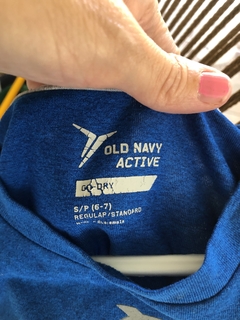 OLD NAVY
ACTIVE
GO-DRY
S/P (6-7)
REGULAR/STANDARD